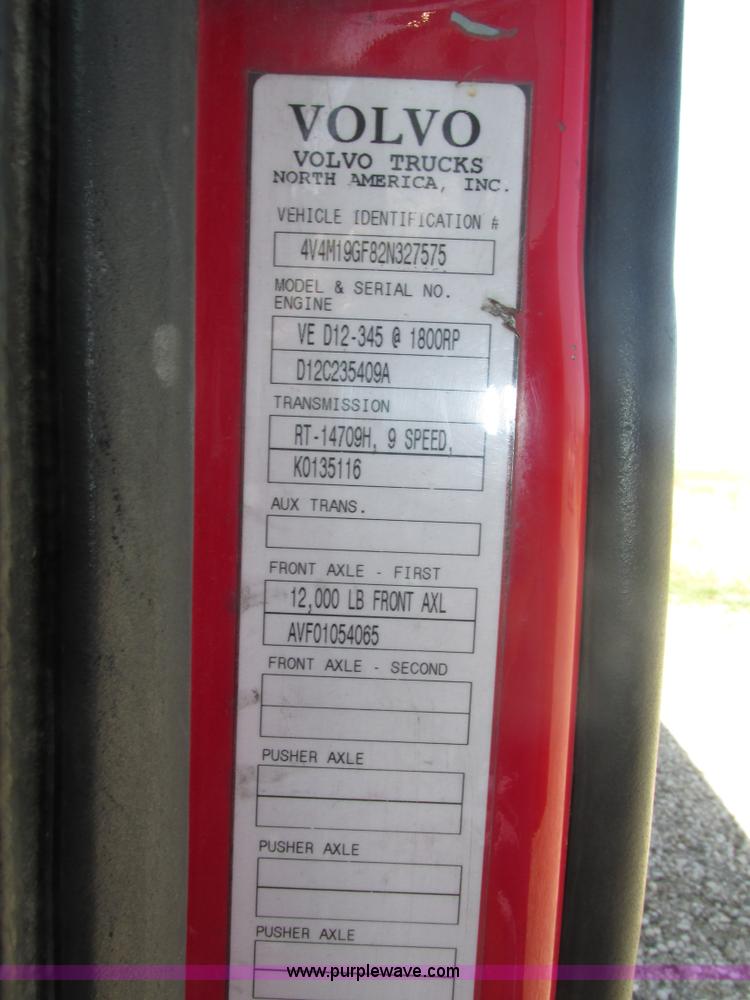 VOLVO
VOLVO TRUCKS
NORTH AMERICA, INC.
VEHICLE IDENTIFICATION #
4V4M19GF82N327575
MODEL & SERIAL NO.
ENGINE
VE D12-345 @ 1800RP
D12C235409A
TRANSMISSION
RT-14709H, 9 SPEED,
K0135116
AUX TRANS.
FRONT AXLE - FIRST
12,000 LB FRONT AXL
AVF01054065
FRONT AXLE - SECOND
PUSHER AXLE
PUSHER AXLE
PUSHER AXLE
www.purplewave.com